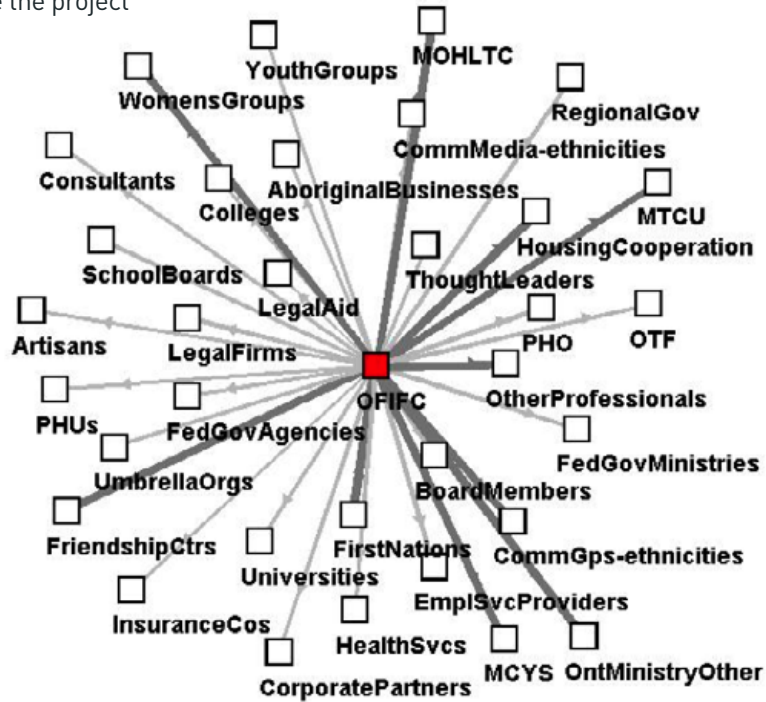 e the project
MOHLTC
YouthGroups
WomensGroups
RegionalGov
CommMedia-ethnicities
Consultants
AboriginalBusinesses
Colleges
MTCU
HousingCooperation
SchoolBoards
ThoughtLeaders
LegalAid
PHO
OTF
Artisans
LegalFirms
OFIFC
OtherProfessionals
PHUs
FedGovAgencies
FedGovMinistries
UmbrellaOrgs
BoardMembers
FriendshipCtrs
FirstNations
CommGps-ethnicities
Universities
EmplSvcProviders
InsuranceCos
HealthSvcs
MCYS
OntMinistryOther
CorporatePartners